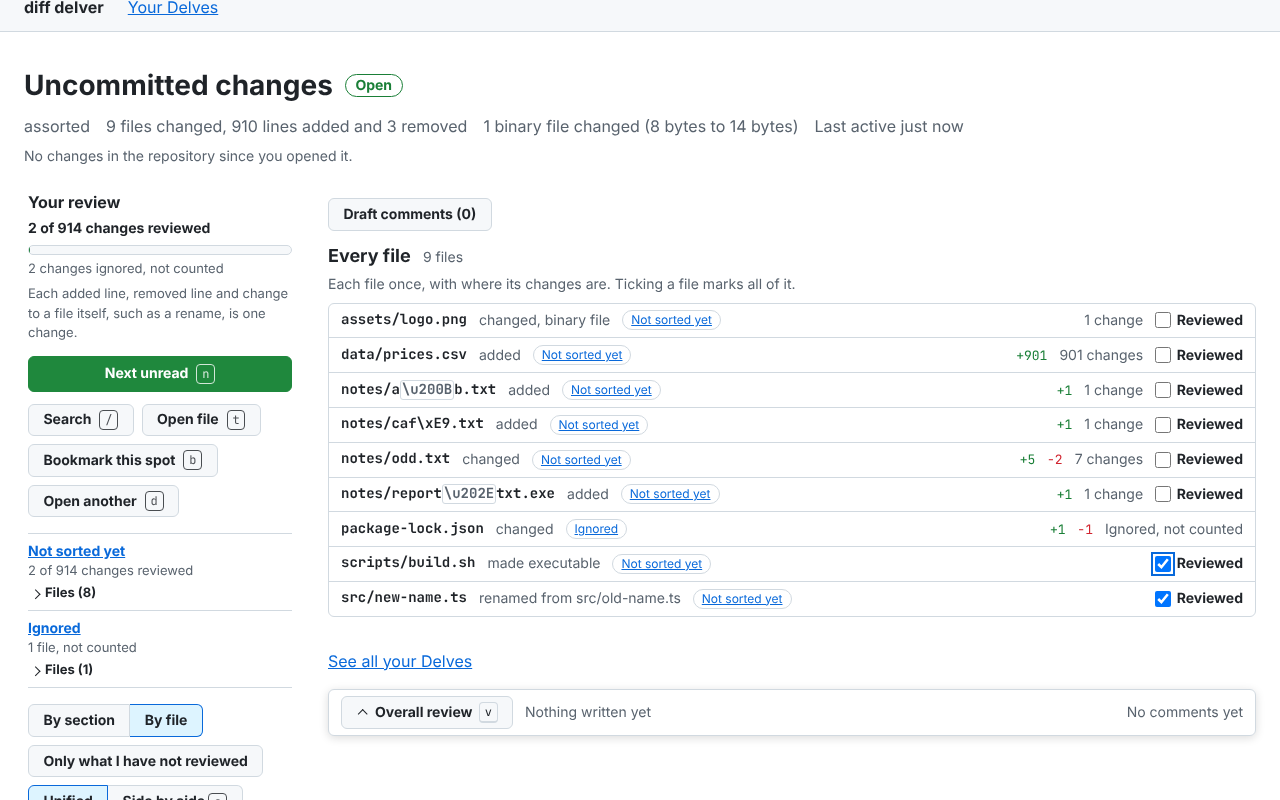 diff delver Your Delves
Uncommitted changes Open
assorted 9 files changed, 910 lines added and 3 removed 1 binary file changed (8 bytes to 14 bytes) Last active just now
No changes in the repository since you opened it.
Your review
2 of 914 changes reviewed
2 changes ignored, not counted
Each added line, removed line and change
to a file itself, such as a rename, is one
change.
Next unread n
Search / Open file t
Bookmark this spot b
Open another d
Not sorted yet
2 of 914 changes reviewed
Files (8)
Ignored
1 file, not counted
Files (1)
By section By file
Only what I have not reviewed
Unified Side by side
Draft comments (0)
Every file 9 files
Each file once, with where its changes are. Ticking a file marks all of it.
assets/logo.png changed, binary file Not sorted yet 1 change Reviewed
data/prices.csv added Not sorted yet +901 901 changes Reviewed
notes/a\u200Bb.txt added Not sorted yet +1 1 change Reviewed
notes/caf\xE9.txt added Not sorted yet +1 1 change Reviewed
notes/odd.txt changed Not sorted yet +5 -2 7 changes Reviewed
notes/report\u202Etxt.exe added Not sorted yet +1 1 change Reviewed
package-lock.json changed Ignored +1 -1 Ignored, not counted
scripts/build.sh made executable Not sorted yet Reviewed
src/new-name.ts renamed from src/old-name.ts Not sorted yet Reviewed
See all your Delves
Overall review v Nothing written yet No comments yet